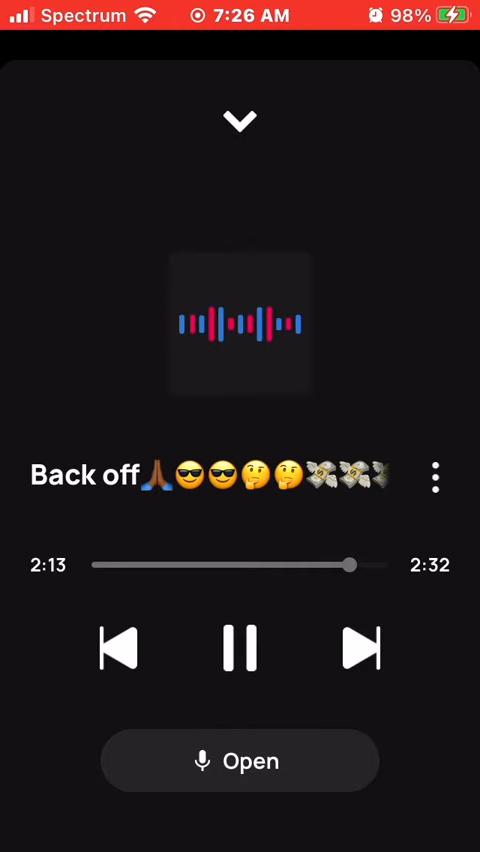 Spectrum 7:26 AM 98%
Back off🙏🏾😎😎🤔🤔💸💸💸
2:13 2:32
Open